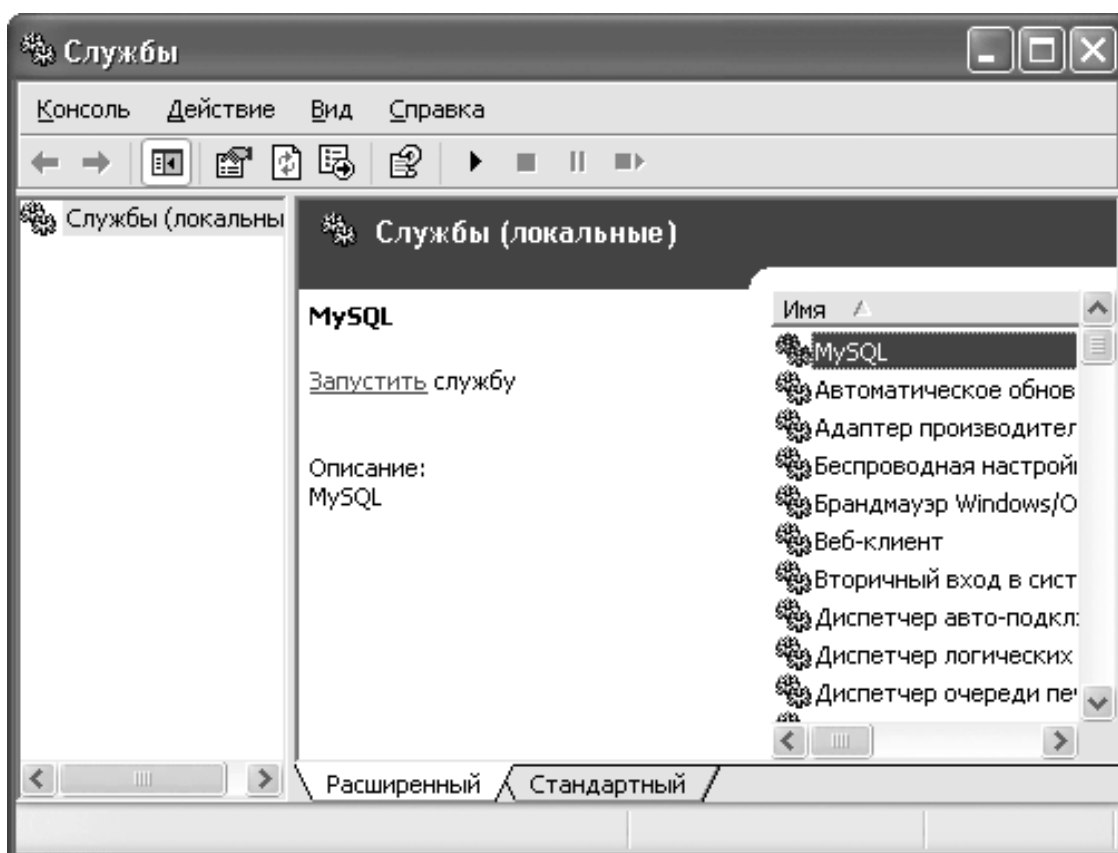 Службы
Консоль Действие Вид Справка
Службы (локальны
Службы (локальные)
MySQL
Запустить службу
Описание:
MySQL
Имя
MySQL
Автоматическое обнов
Адаптер производител
Беспроводная настрой
Брандмауэр Windows/О
Веб-клиент
Вторичный вход в сист
Диспетчер авто-подкл
Диспетчер логических
Диспетчер очереди пе
Расширенный Стандартный